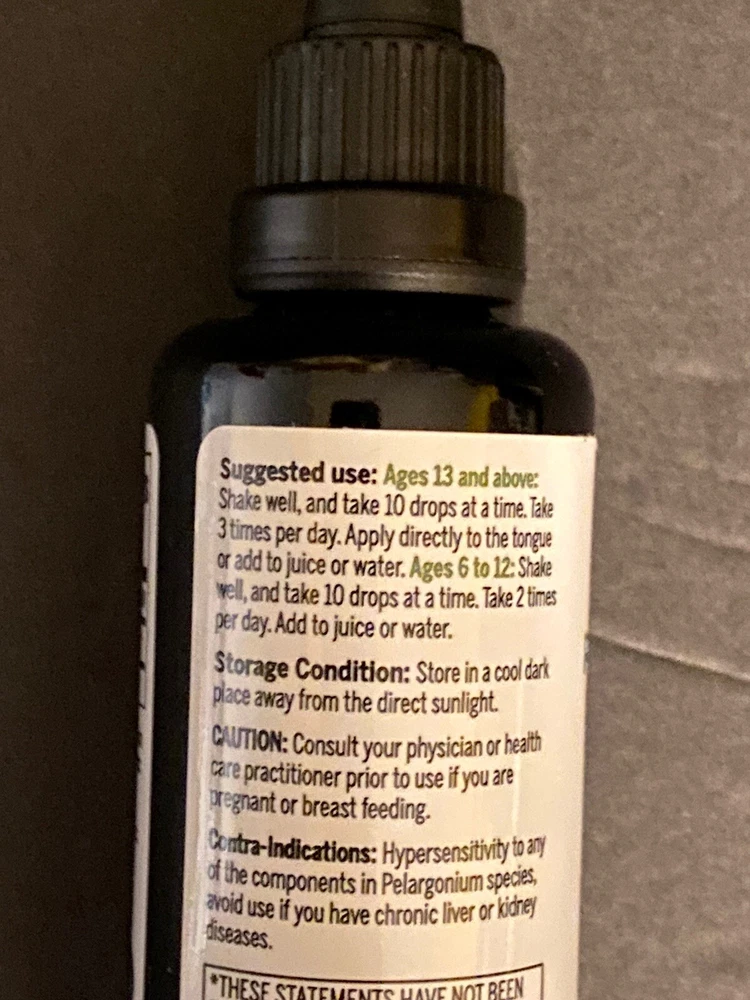 Suggested use: Ages 13 and above:
Shake well, and take 10 drops at a time. Take
3 times per day. Apply directly to the tongue
or add to juice or water. Ages 6 to 12: Shake
well, and take 10 drops at a time. Take 2 times
per day. Add to juice or water.
Storage Condition: Store in a cool dark
place away from the direct sunlight.
CAUTION: Consult your physician or health
care practitioner prior to use if you are
pregnant or breast feeding.
Contra-Indications: Hypersensitivity to any
of the components in Pelargonium species,
avoid use if you have chronic liver or kidney
diseases.
*THESE STATEMENTS HAVE NOT BEEN